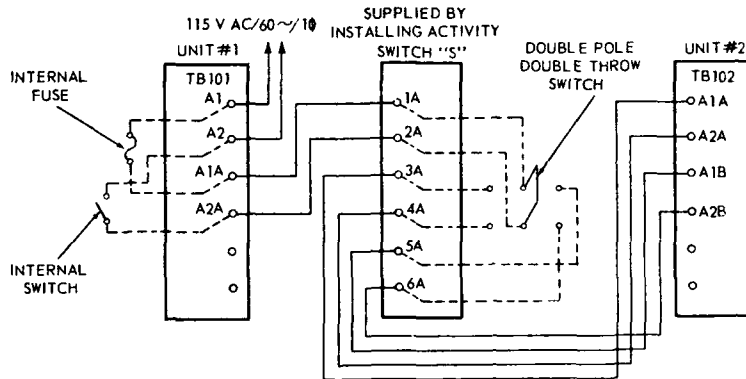 115 V AC/60~/1ϕ
UNIT #1
SUPPLIED BY
INSTALLING ACTIVITY
SWITCH "S"
DOUBLE POLE
DOUBLE THROW
SWITCH
UNIT #2
INTERNAL
FUSE
INTERNAL
SWITCH
TB101
A1
A2
A1A
A2A
1A
2A
3A
4A
5A
6A
TB102
A1A
A2A
A1B
A2B